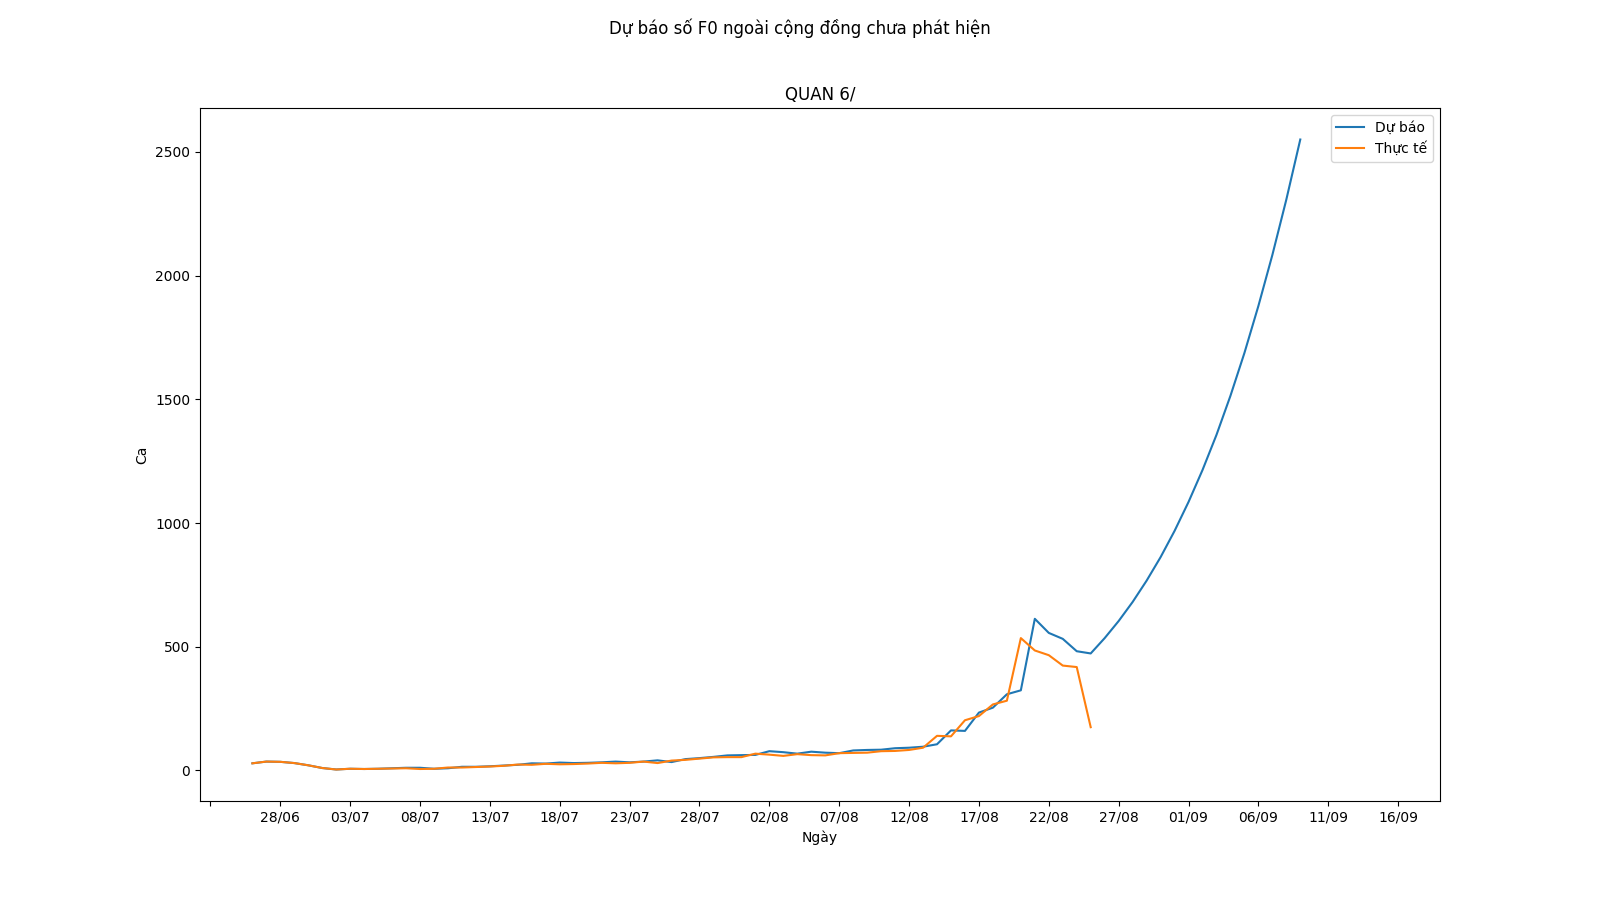 Dự báo số F0 ngoài cộng đồng chưa phát hiện
QUAN 6/
Dự báo
Thực tế
2500
2000
1500
1000
500
0
Ca
28/06 03/07 08/07 13/07 18/07 23/07 28/07 02/08 07/08 12/08 17/08 22/08 27/08 01/09 06/09 11/09 16/09
Ngày